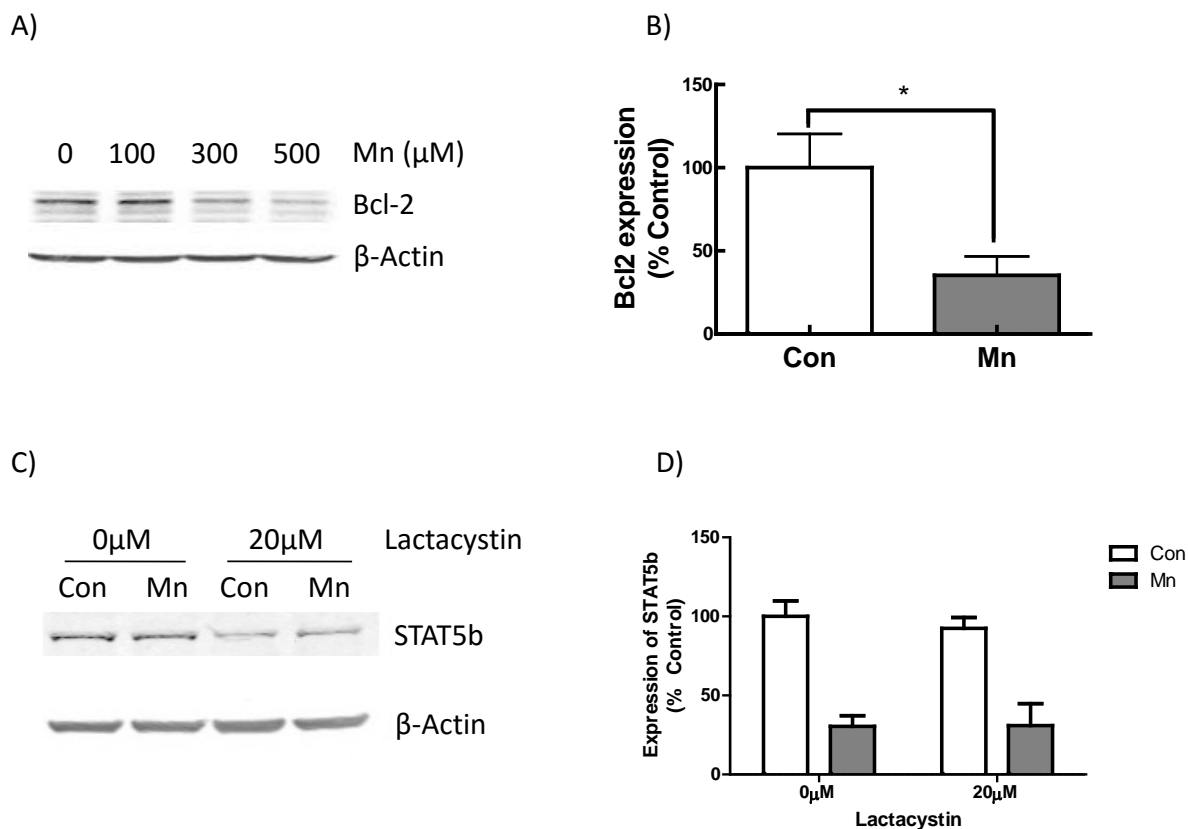 A)
0 100 300 500 Mn (µM)
Bcl-2
β-Actin
B)
Bcl2 expression
(% Control)
150
100
50
0
*
Con Mn
C)
0µM 20µM Lactacystin
Con Mn Con Mn
STAT5b
β-Actin
D)
Expression of STAT5b
(% Control)
150
100
50
0
0µM 20µM
Lactacystin
Con
Mn